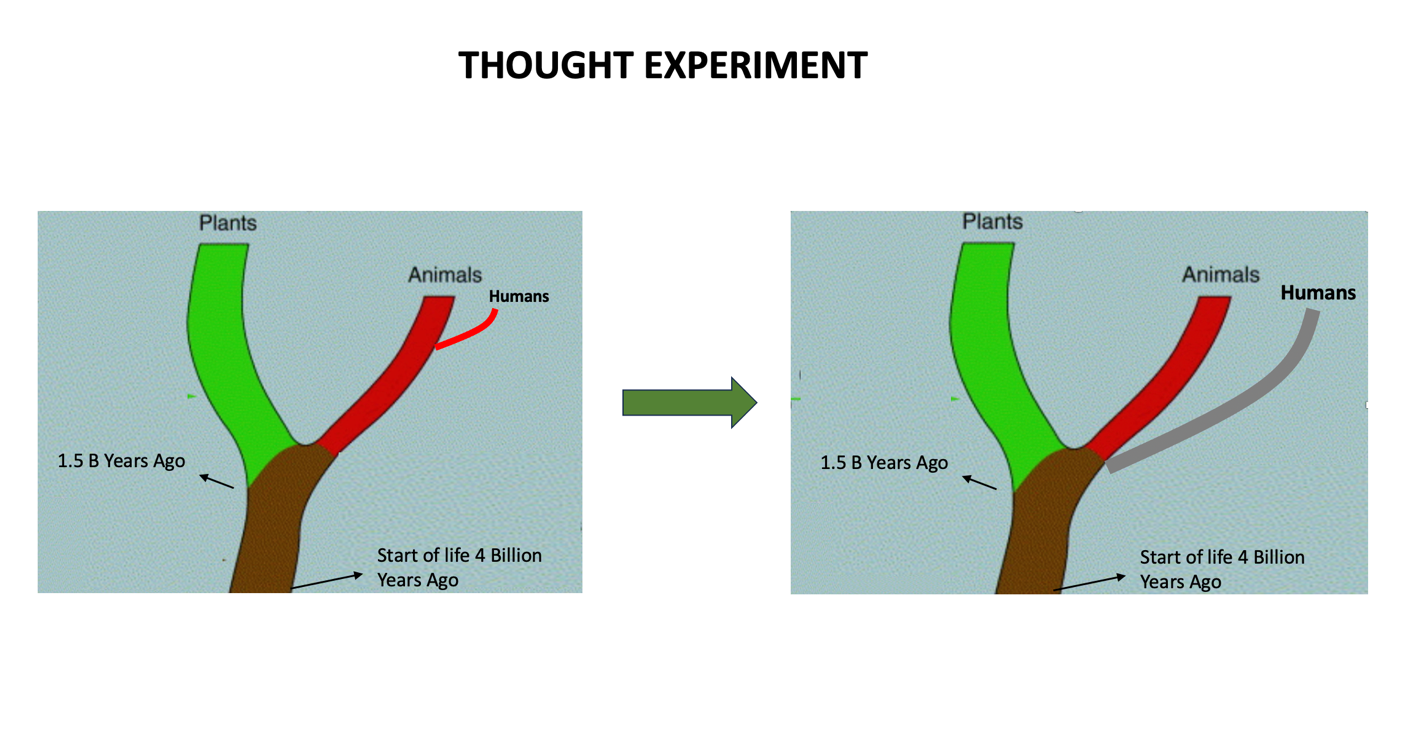 THOUGHT EXPERIMENT
Plants
Animals
Humans
1.5 B Years Ago
Start of life 4 Billion
Years Ago
Plants
Animals
Humans
1.5 B Years Ago
Start of life 4 Billion
Years Ago